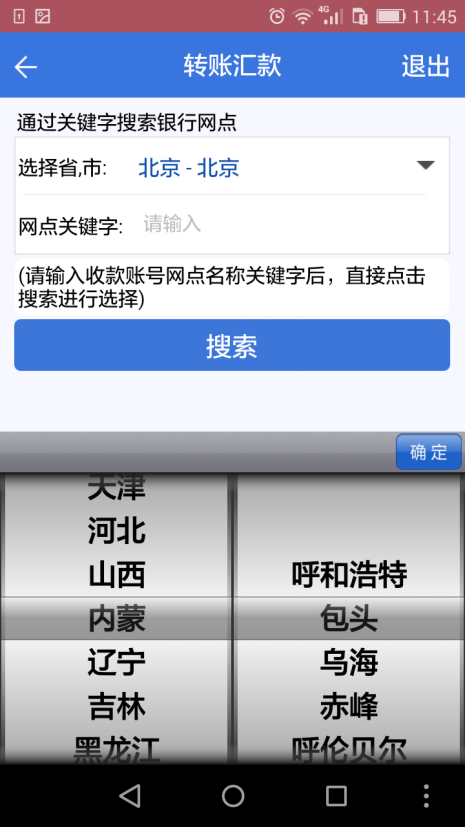 4G 11:45
转账汇款 退出
通过关键字搜索银行网点
选择省,市: 北京 - 北京
网点关键字: 请输入
(请输入收款账号网点名称关键字后，直接点击
搜索进行选择)
搜索
确 定
天津
河北
山西 呼和浩特
内蒙 包头
辽宁 乌海
吉林 赤峰
黑龙江 呼伦贝尔